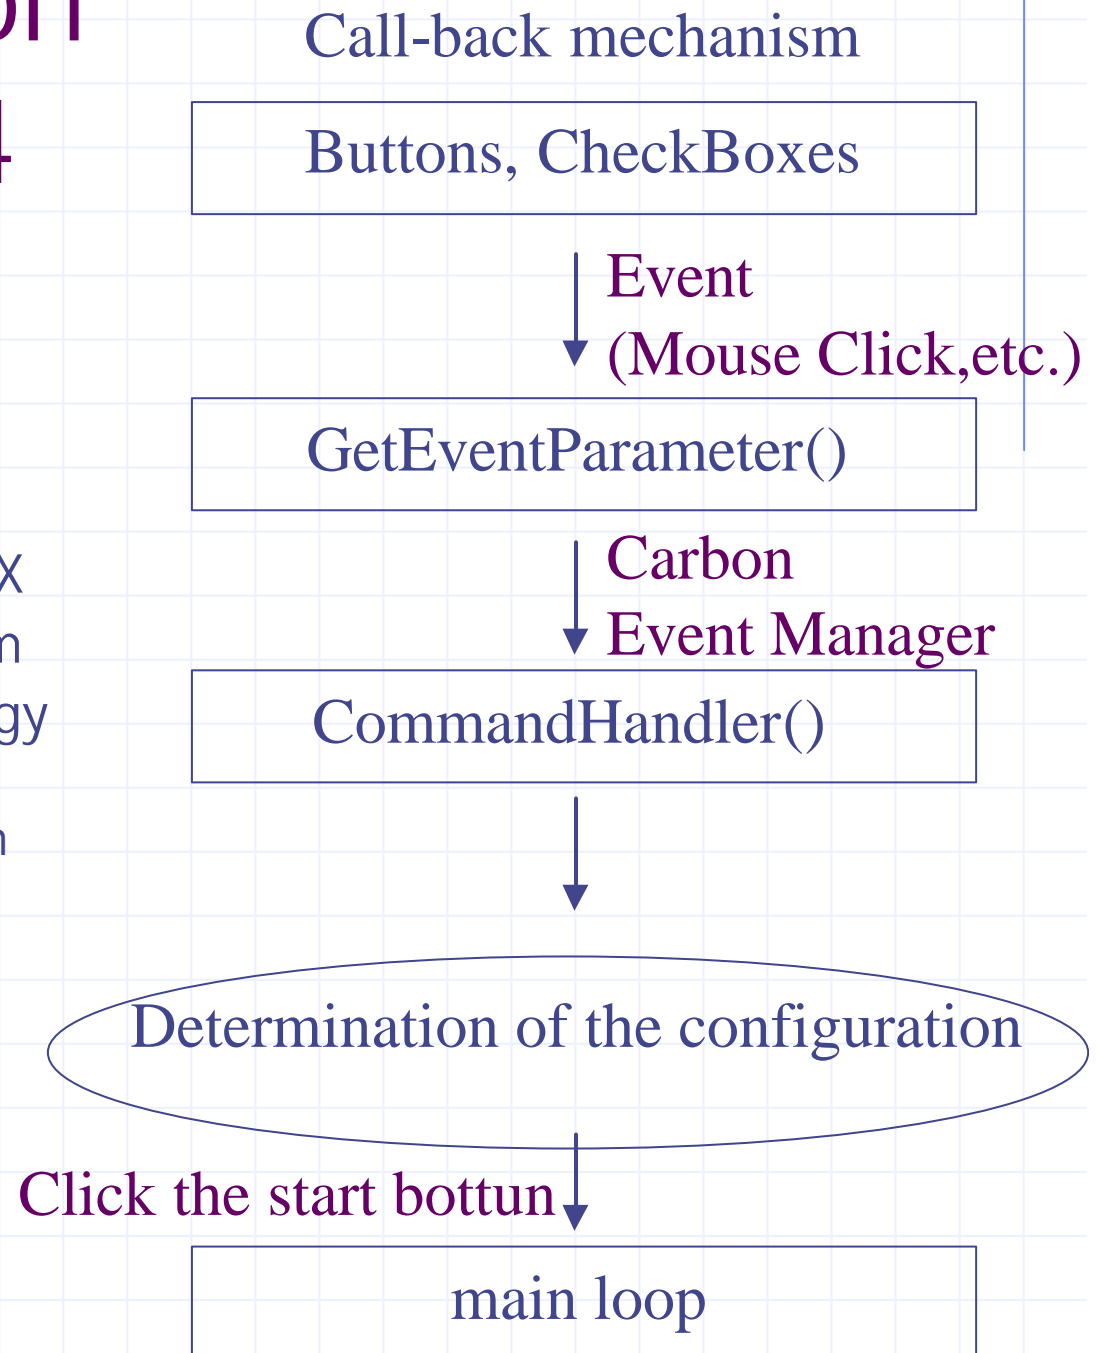 Call-back mechanism
Buttons, CheckBoxes
Event
(Mouse Click,etc.)
GetEventParameter()
Carbon
Event Manager
CommandHandler()
Determination of the configuration
Click the start bottun
main loop